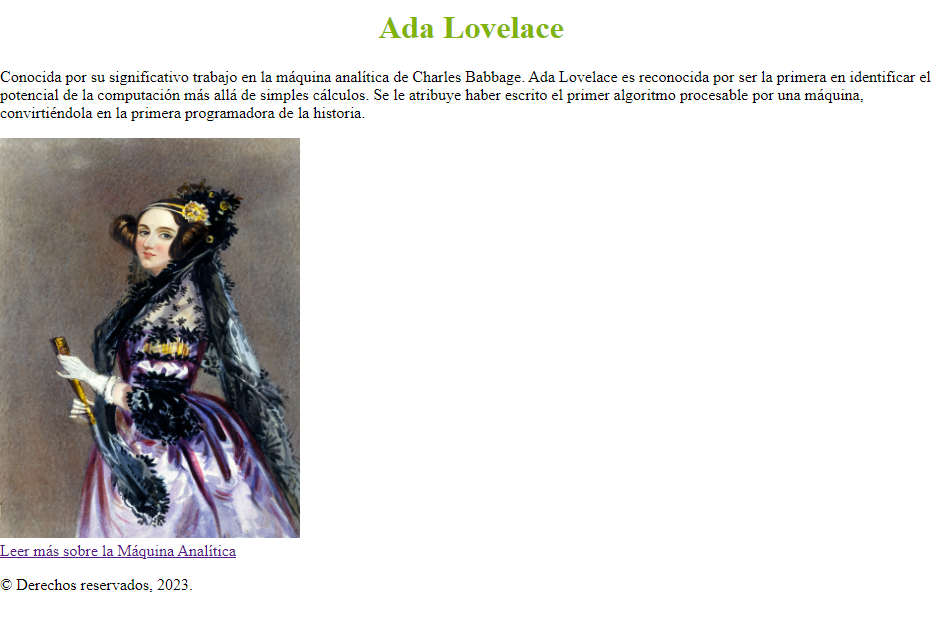 Ada Lovelace
Conocida por su significativo trabajo en la máquina analítica de Charles Babbage. Ada Lovelace es reconocida por ser la primera en identificar el
potencial de la computación más allá de simples cálculos. Se le atribuye haber escrito el primer algoritmo procesable por una máquina,
convirtiéndola en la primera programadora de la historia.
Leer más sobre la Máquina Analítica
© Derechos reservados, 2023.